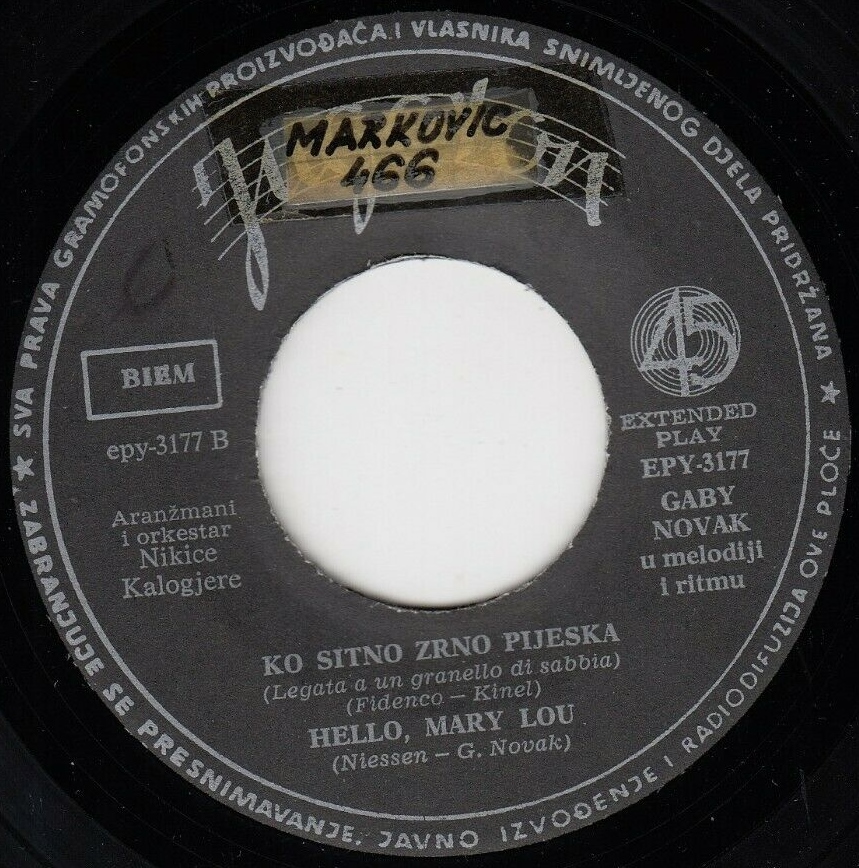 ★ SVA PRAVA GRAMOFONSKIH PROIZVOĐAČA I VLASNIKA SNIMLJENOG DJELA PRIDRŽANA ★
MARKOVIC
466
BIEM
epy-3177 B
Aranžmani
i orkestar
Nikice
Kalogjere
45
EXTENDED
PLAY
EPY-3177
GABY
NOVAK
u melodiji
i ritmu
KO SITNO ZRNO PIJESKA
(Legata a un granello di sabbia)
(Fidenco — Kinel)
HELLO, MARY LOU
(Niessen — G. Novak)
ZABRANJUJE SE PRESNIMAVANJE, JAVNO IZVOĐENJE I RADIODIFUZIJA OVE PLOČE